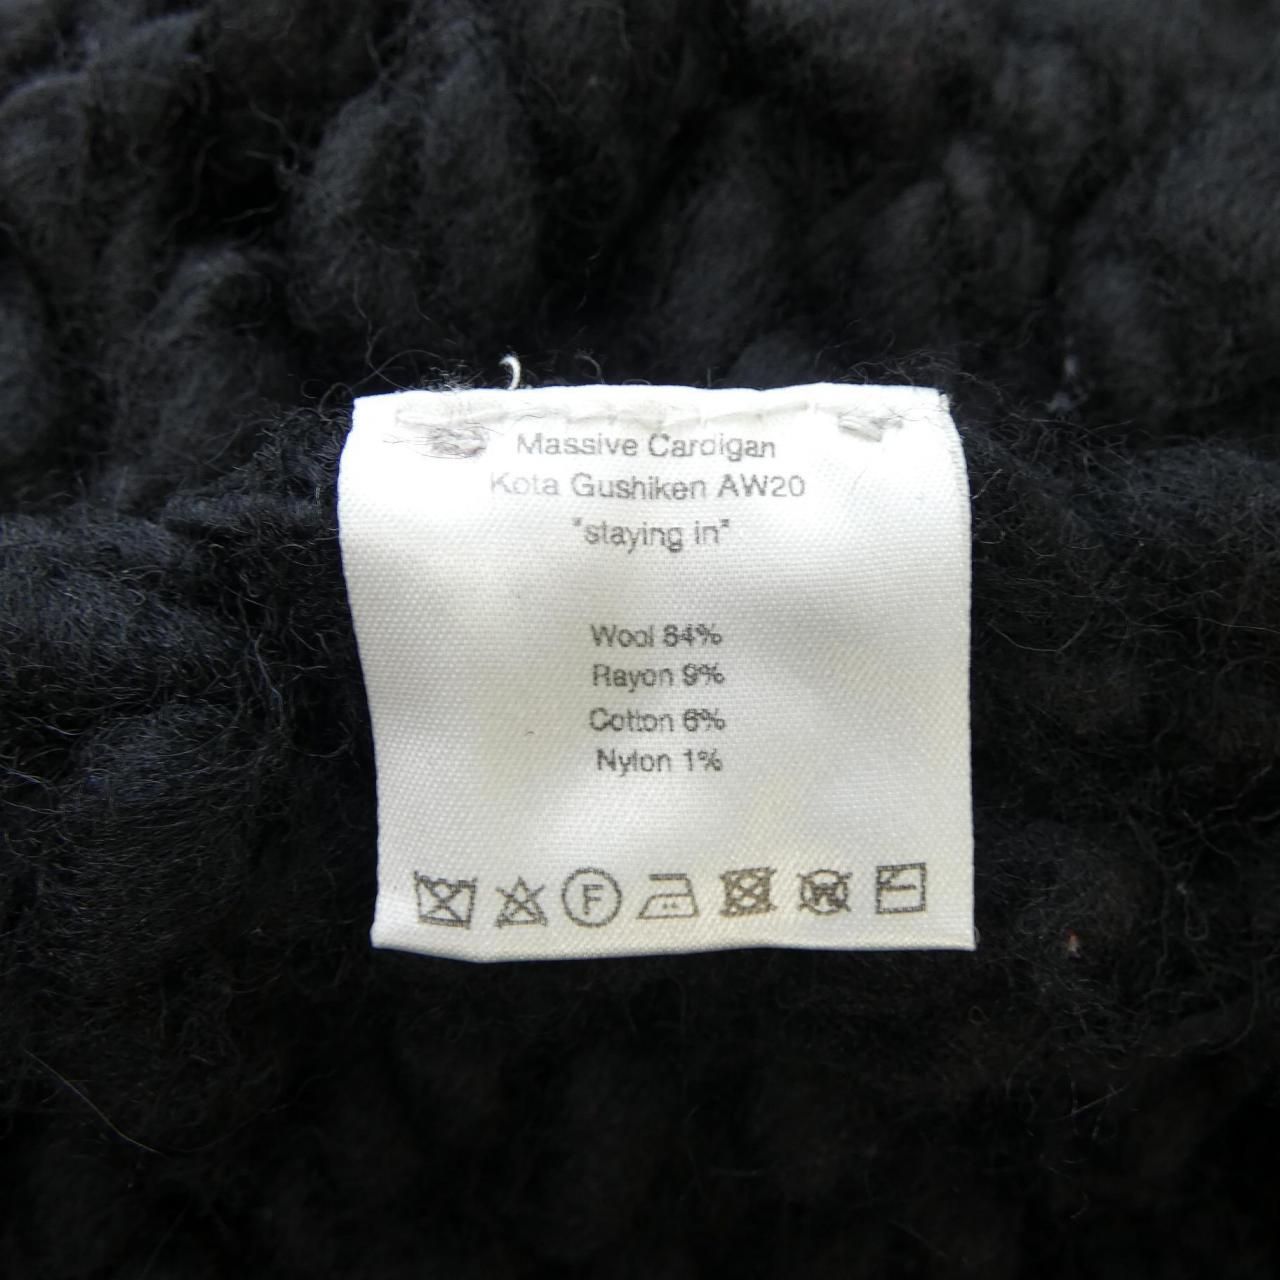 Massive Cardigan
Kota Gushiken AW20
"staying in"
Wool 84%
Rayon 9%
Cotton 6%
Nylon 1%
F
W